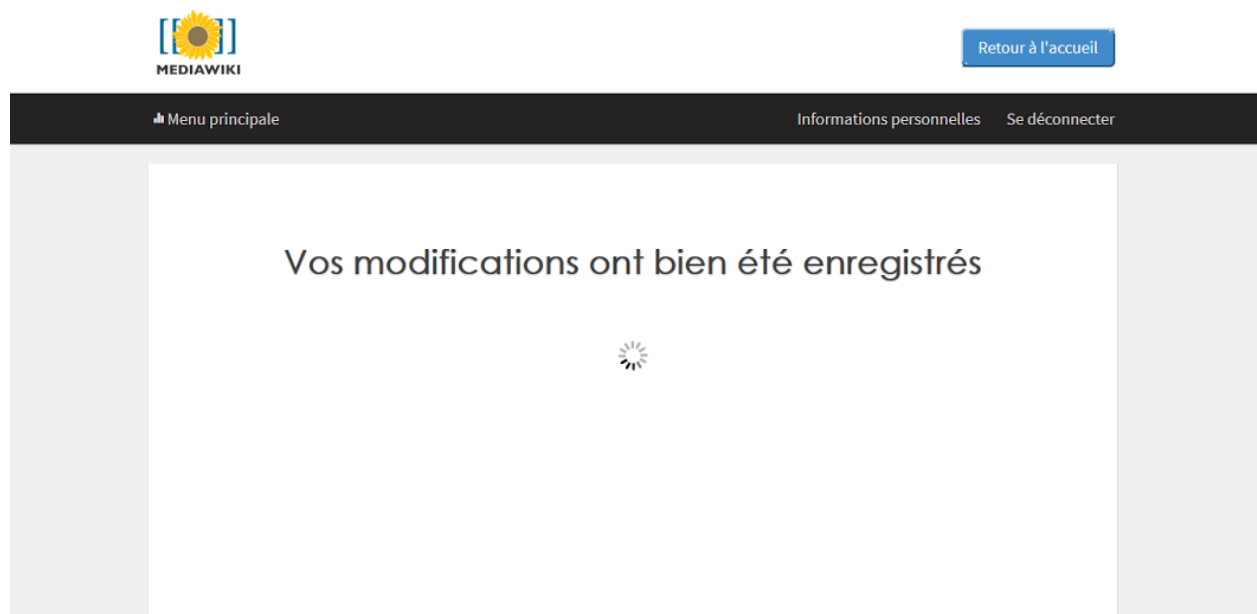 [[ ]]
MEDIAWIKI
Retour à l'accueil
Menu principale
Informations personnelles
Se déconnecter
Vos modifications ont bien été enregistrés